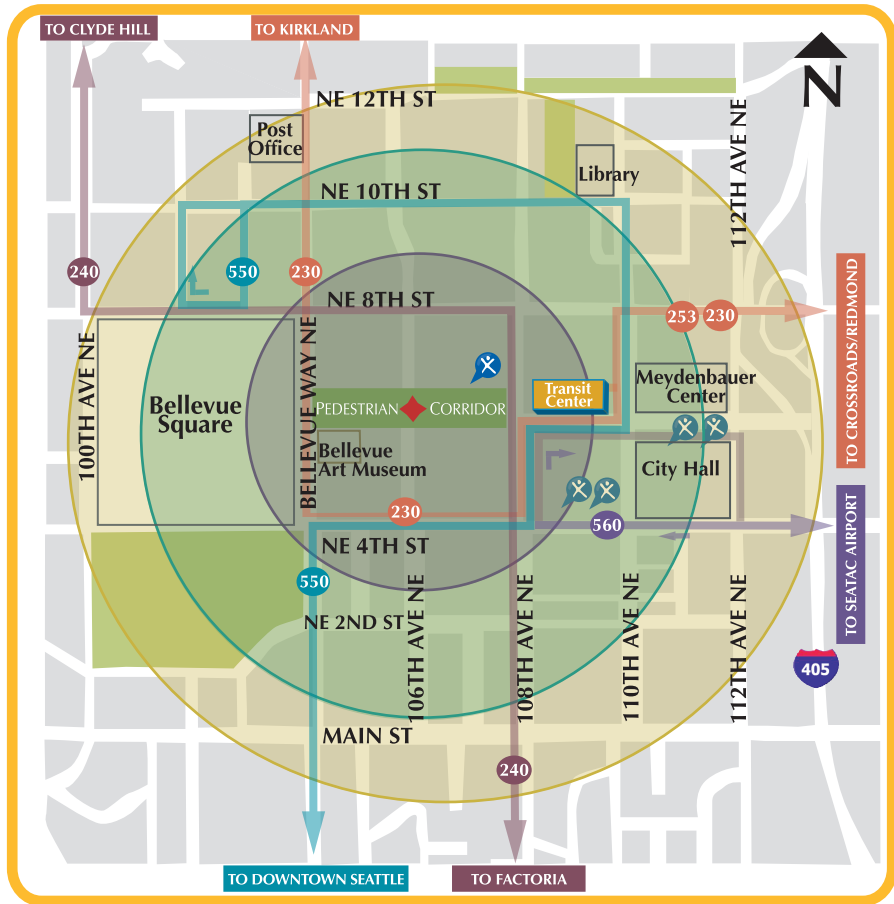 TO CLYDE HILL
TO KIRKLAND
N
NE 12TH ST
Post
Office
Library
112TH AVE NE
NE 10TH ST
240
550
230
NE 8TH ST
253
230
TO CROSSROADS/REDMOND
100TH AVE NE
BELLEVUE WAY NE
Bellevue
Square
PEDESTRIAN CORRIDOR
Transit
Center
Meydenbauer
Center
Bellevue
Art Museum
City Hall
230
560
TO SEATAC AIRPORT
NE 4TH ST
550
NE 2ND ST
106TH AVE NE
108TH AVE NE
110TH AVE NE
112TH AVE NE
405
MAIN ST
240
TO DOWNTOWN SEATTLE
TO FACTORIA